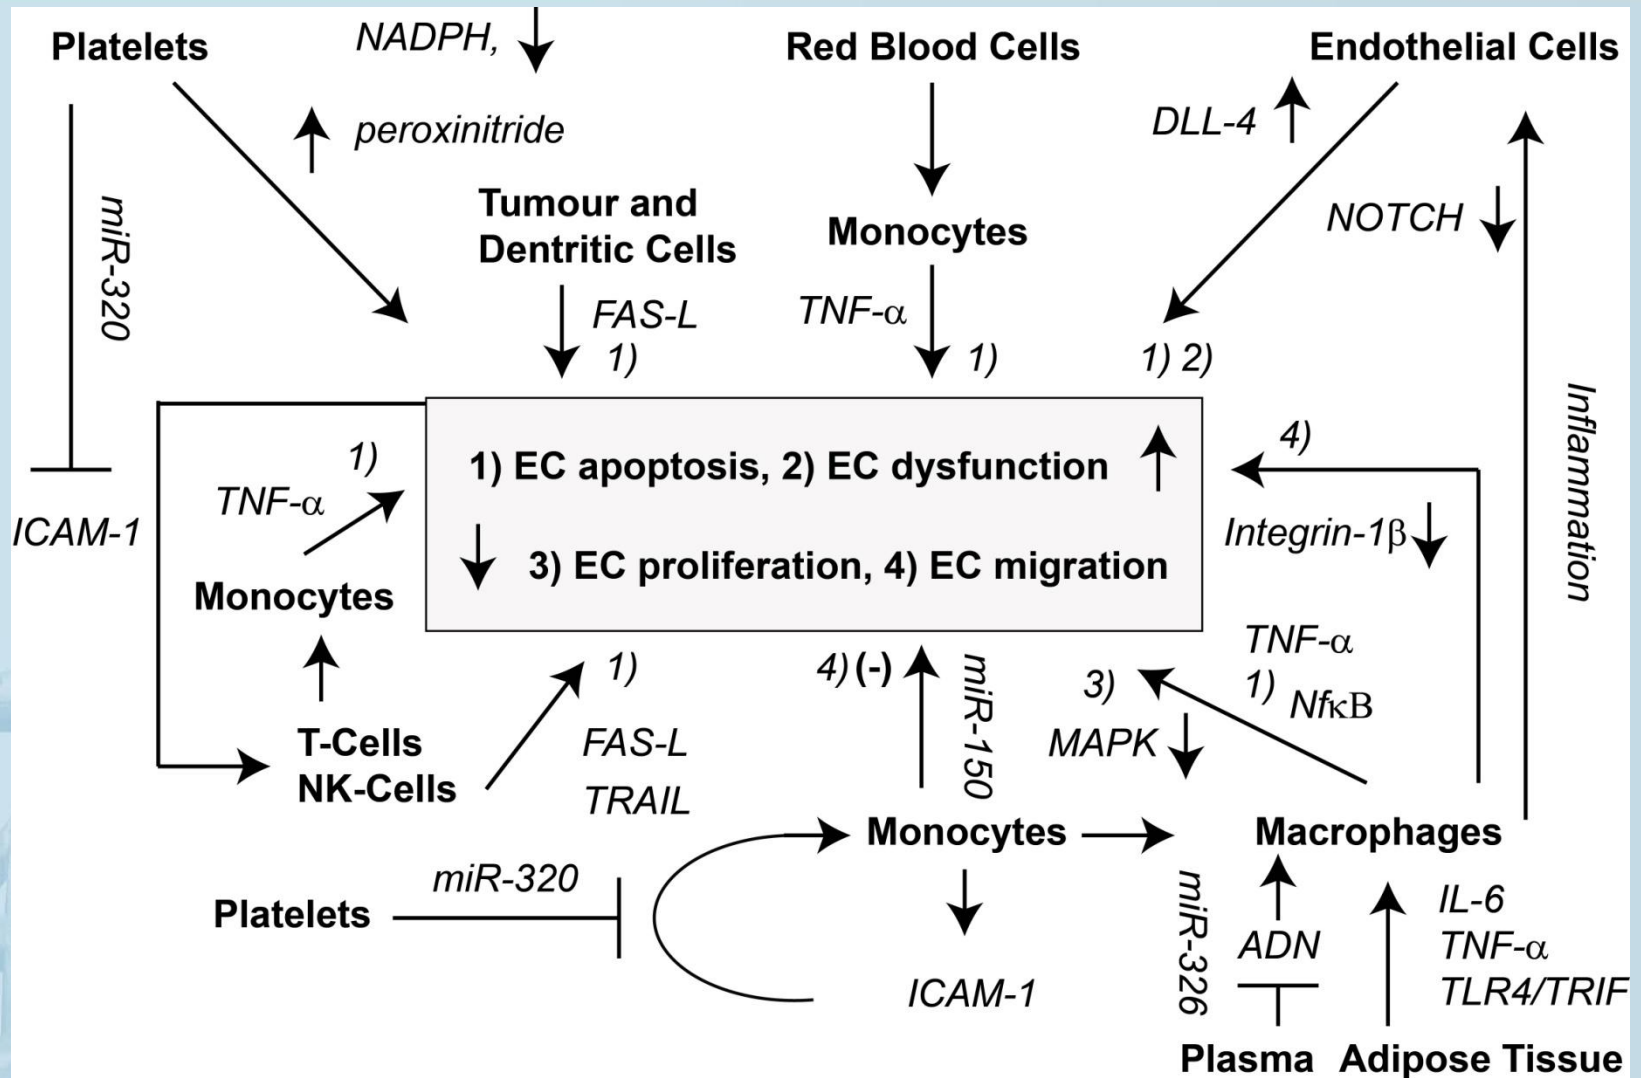 Platelets
NADPH,
Red Blood Cells
Endothelial Cells
peroxinitride
DLL-4
miR-320
Tumour and
Dentritic Cells
Monocytes
NOTCH
FAS-L
1)
TNF-α
1)
1) 2)
Inflammation
1)
TNF-α
ICAM-1
Monocytes
1) EC apoptosis, 2) EC dysfunction
3) EC proliferation, 4) EC migration
4)
Integrin-1β
T-Cells
NK-Cells
1)
FAS-L
TRAIL
4) (-)
miR-150
3)
MAPK
TNF-α
1)
NfκB
Platelets
miR-320
Monocytes
Macrophages
ICAM-1
miR-326
ADN
IL-6
TNF-α
TLR4/TRIF
Plasma
Adipose Tissue